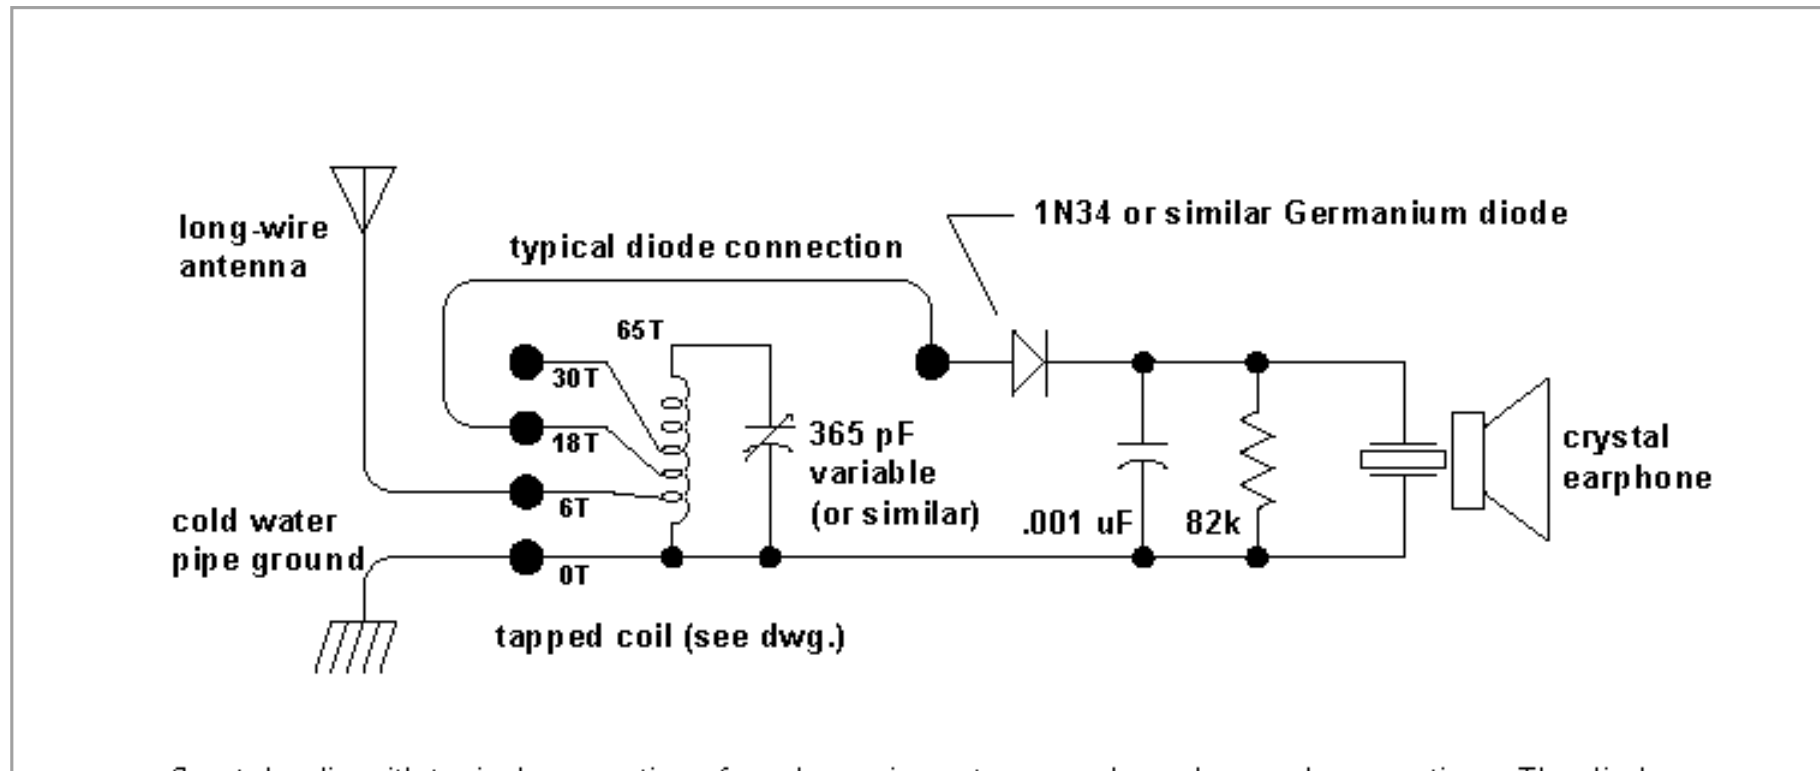 1N34 or similar Germanium diode
long-wire
antenna
typical diode connection
65T
30T
18T
6T
0T
365 pF
variable
(or similar)
.001 uF
82k
crystal
earphone
cold water
pipe ground
tapped coil (see dwg.)